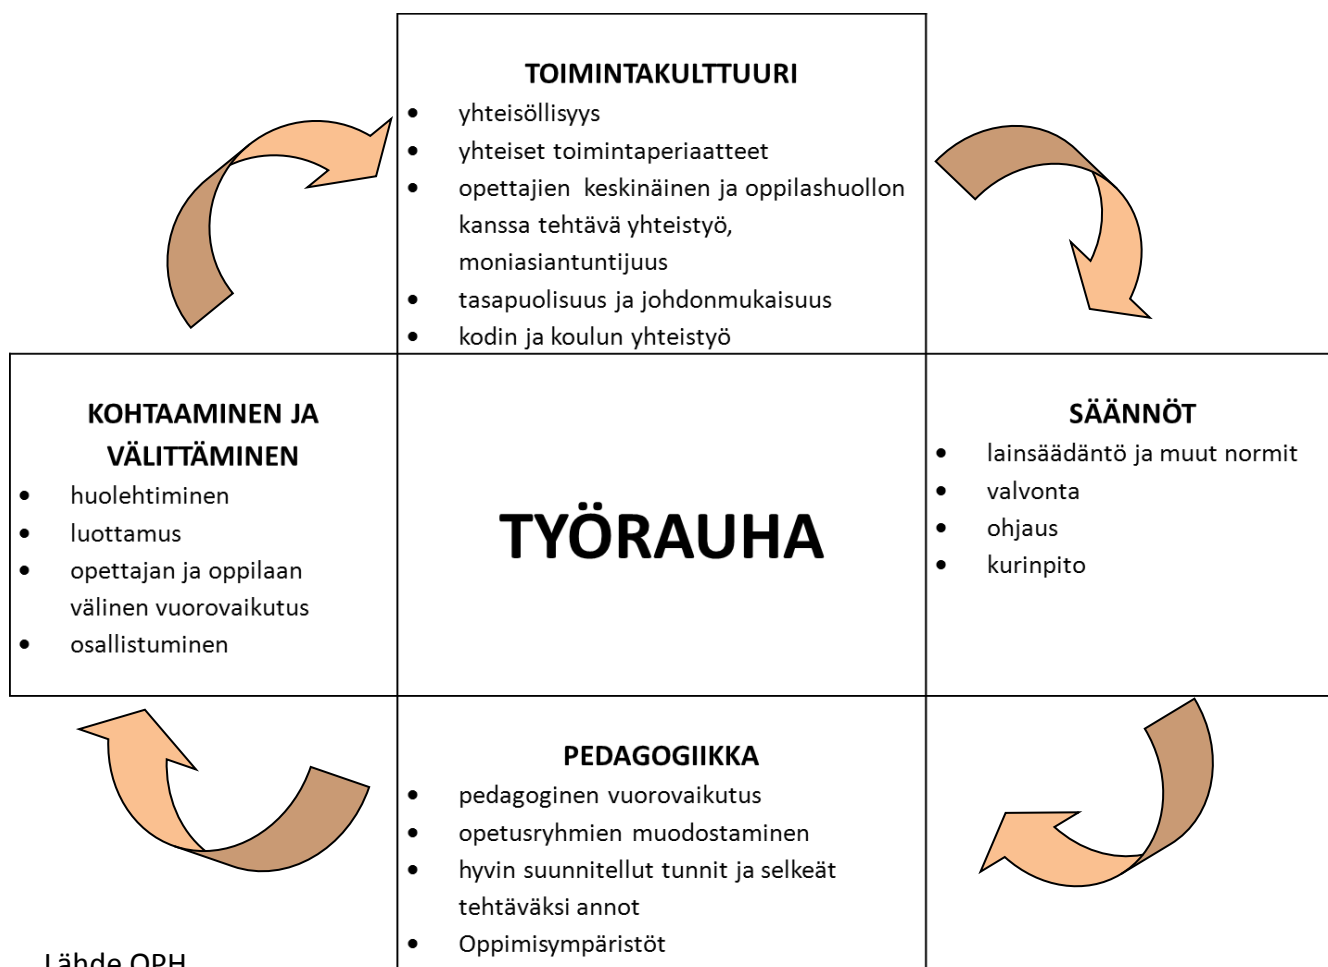 TOIMINTAKULTTUURI
• yhteisöllisyys
• yhteiset toimintaperiaatteet
• opettajien keskinäinen ja oppilashuollon
kanssa tehtävä yhteistyö,
moniasiantuntijuus
• tasapuolisuus ja johdonmukaisuus
• kodin ja koulun yhteistyö
KOHTAAMINEN JA
VÄLITTÄMINEN
• huolehtiminen
• luottamus
• opettajan ja oppilaan
välinen vuorovaikutus
• osallistuminen
TYÖRAUHA
SÄÄNNÖT
• lainsäädäntö ja muut normit
• valvonta
• ohjaus
• kurinpito
PEDAGOGIIKKA
• pedagoginen vuorovaikutus
• opetusryhmien muodostaminen
• hyvin suunnitellut tunnit ja selkeät
tehtäväksi annot
• Oppimisympäristöt
Lähde OPH